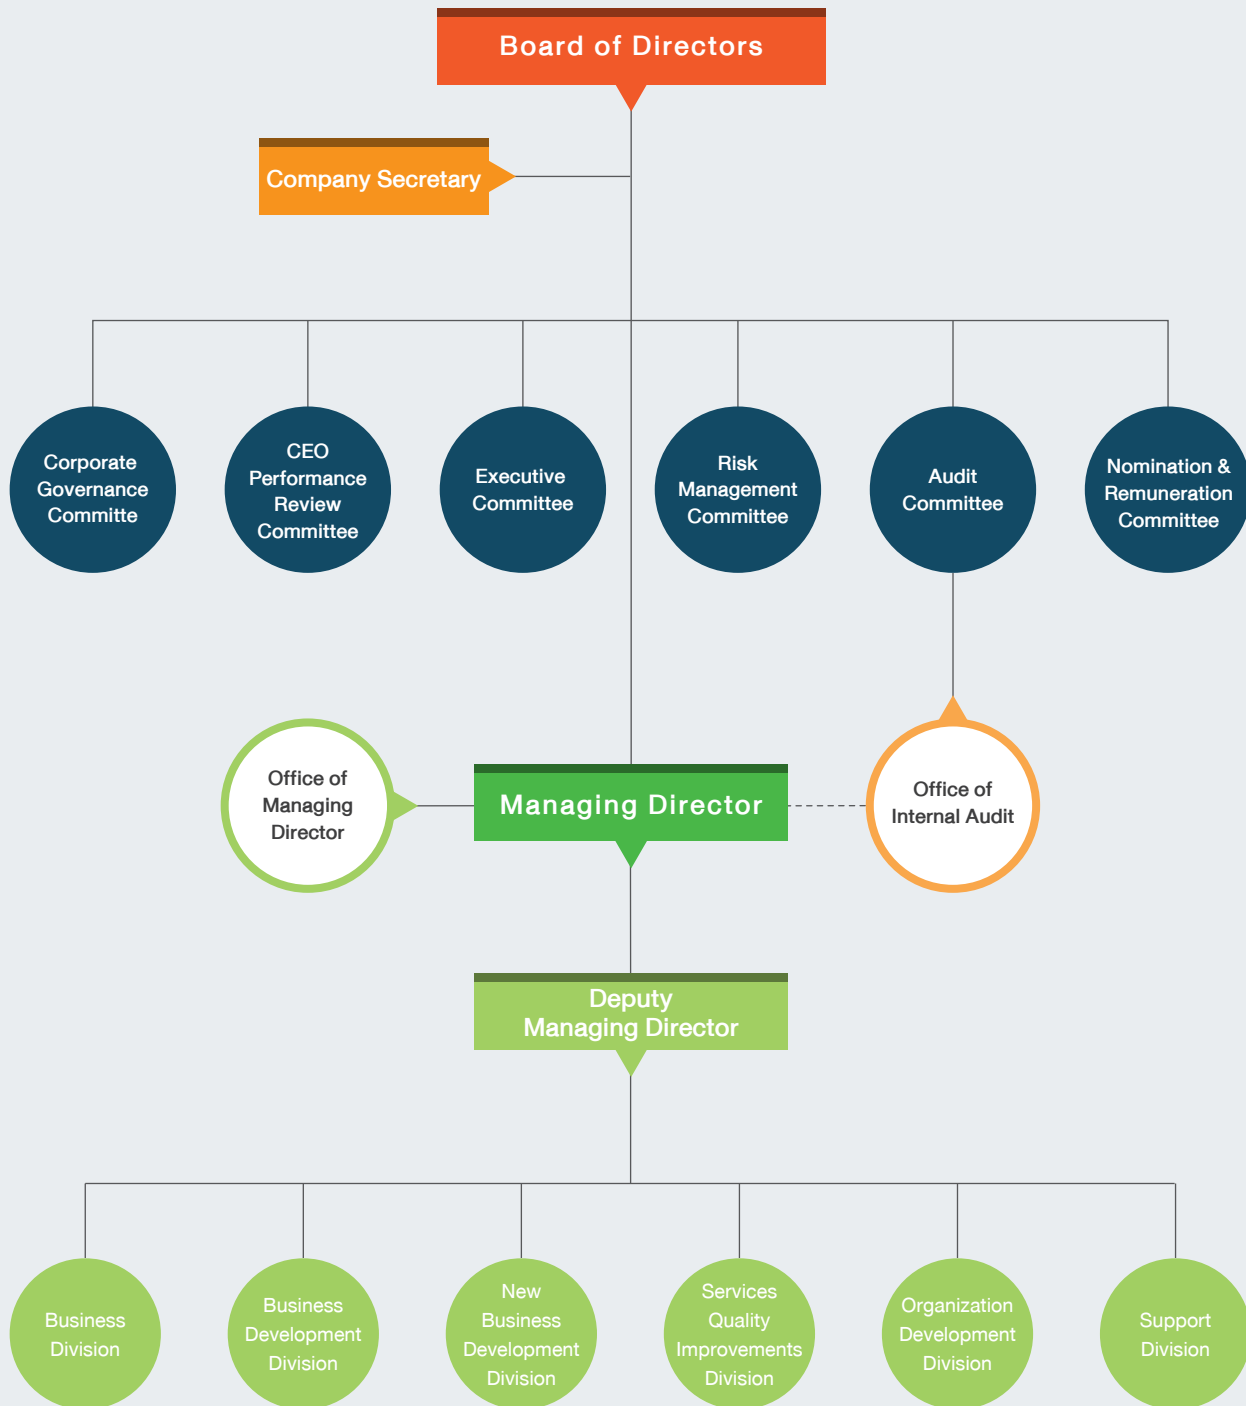 Board of Directors
Company Secretary
Corporate
Governance
Committe
CEO
Performance
Review
Committee
Executive
Committee
Risk
Management
Committee
Audit
Committee
Nomination &
Remuneration
Committee
Office of
Managing
Director
Managing Director
Office of
Internal Audit
Deputy
Managing Director
Business
Division
Business
Development
Division
New
Business
Development
Division
Services
Quality
Improvements
Division
Organization
Development
Division
Support
Division